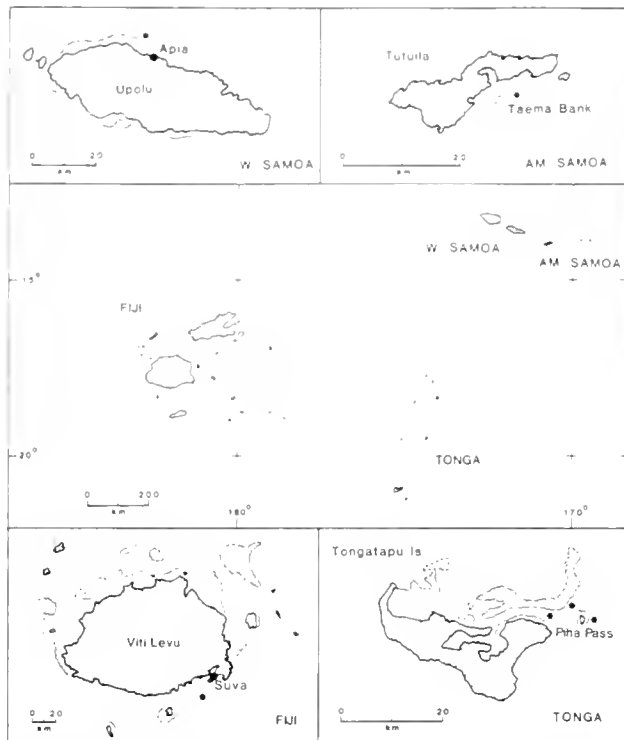 Apia
Upolu
0 20
km
W SAMOA
Tutuila
Taema Bank
0 20
km
AM SAMOA
W SAMOA
AM SAMOA
15°
FIJI
20°
TONGA
0 200
km
180°
170°
Viti Levu
Suva
0 20
km
FIJI
Tongatapu Is
Piha Pass
0 20
km
TONGA